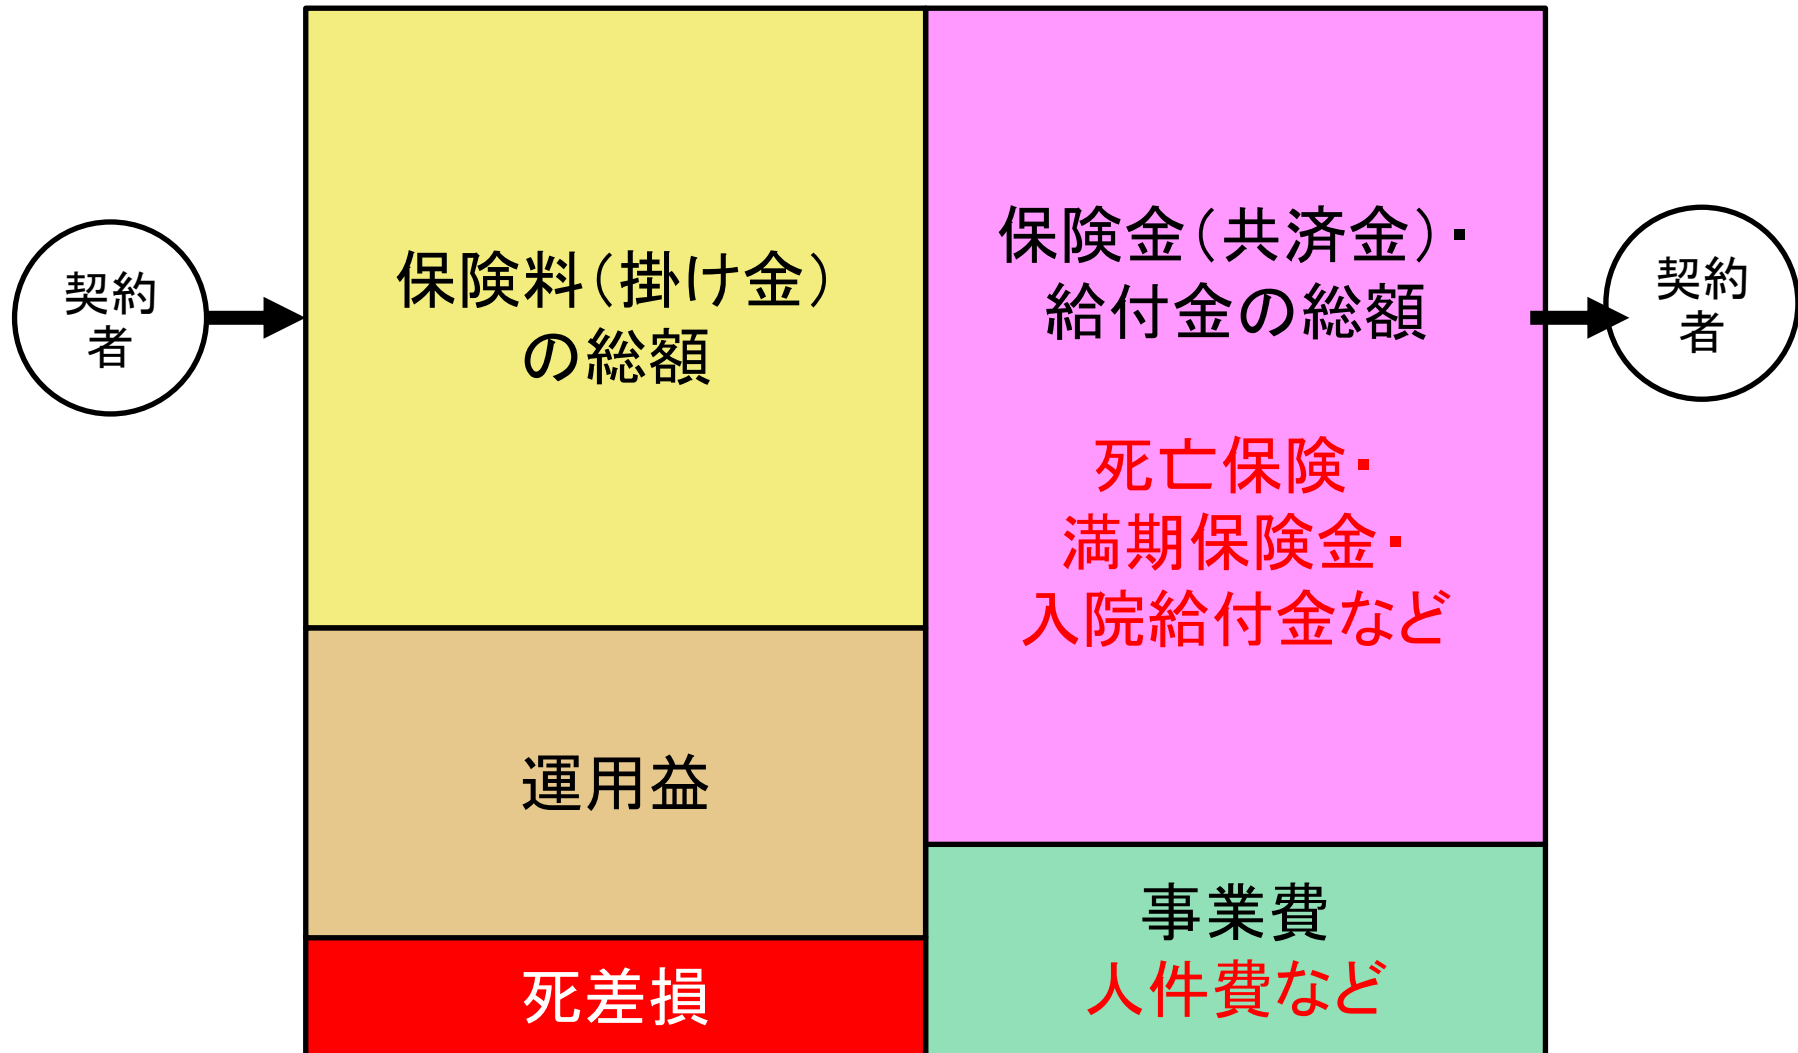 契約
者
保険料（掛け金）
の総額
運用益
死差損
保険金（共済金）・
給付金の総額
死亡保険・
満期保険金・
入院給付金など
事業費
人件費など
契約
者